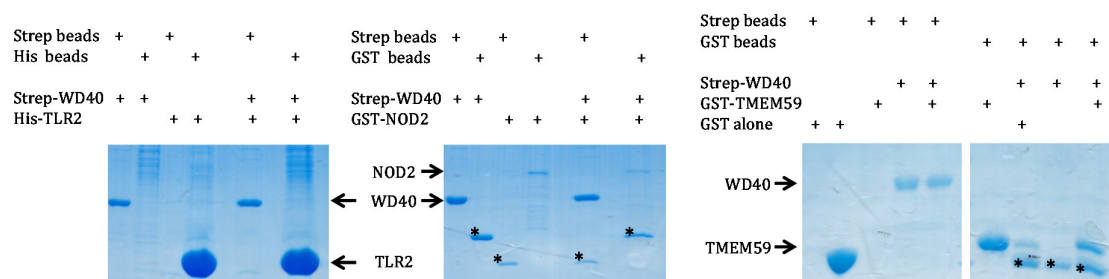 Strep beads + + +
His beads + + +
Strep-WD40 + + + +
His-TLR2 + + + +
WD40
TLR2
Strep beads + + +
GST beads + + +
Strep-WD40 + + + +
GST-NOD2 + + + +
NOD2
WD40
*
*
*
*
Strep beads + + + +
GST beads + + + +
Strep-WD40 + + + + +
GST-TMEM59 + + + +
GST alone + + +
WD40
TMEM59
* * *